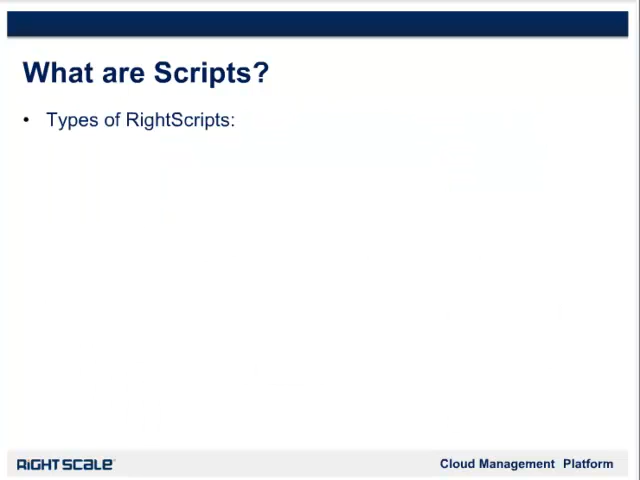 What are Scripts?
• Types of RightScripts:
RIGHTSCALE
Cloud Management Platform